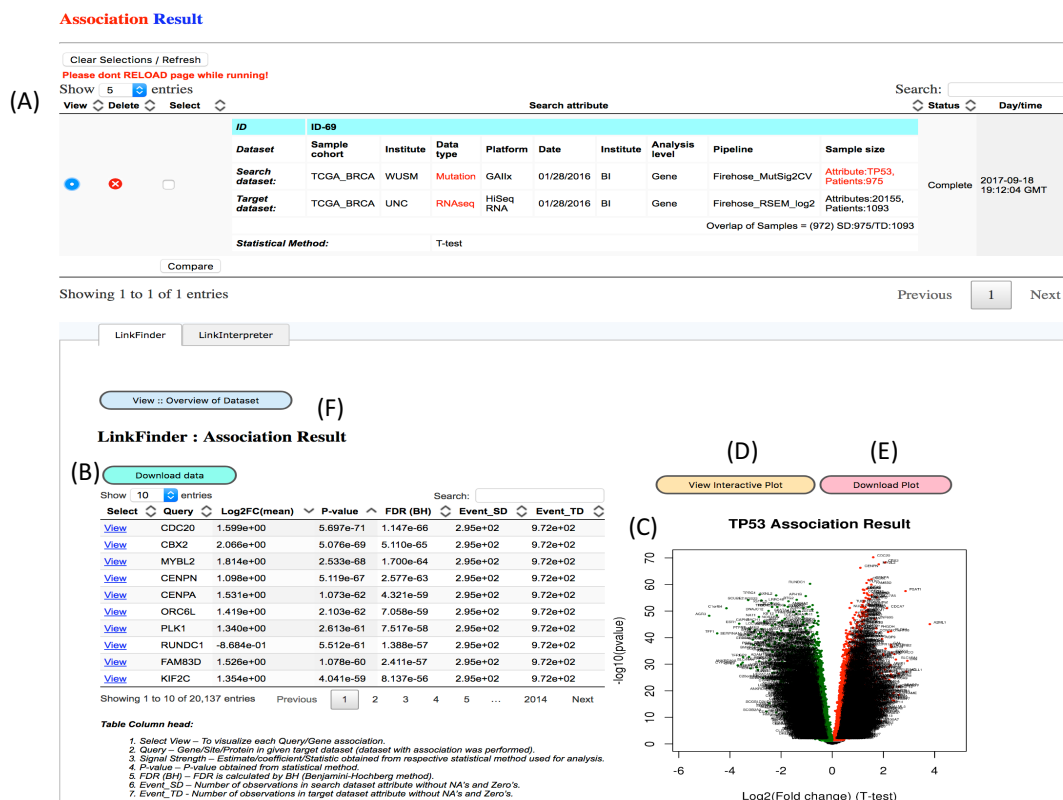 Association Result
Clear Selections / Refresh
Please dont RELOAD page while running!
Show 5 entries
Search:
(A)
View Delete Select Search attribute Status Day/time
ID ID-69
Dataset Sample cohort Institute Data type Platform Date Institute Analysis level Pipeline Sample size
Search dataset: TCGA_BRCA WUSM Mutation GAIIx 01/28/2016 BI Gene Firehose_MutSig2CV Attribute:TP53, Patients:975
Complete 2017-09-18 19:12:04 GMT
Target dataset: TCGA_BRCA UNC RNAseq HiSeq RNA 01/28/2016 BI Gene Firehose_RSEM_log2 Attributes:20155, Patients:1093
Overlap of Samples = (972) SD:975/TD:1093
Statistical Method: T-test
Compare
Showing 1 to 1 of 1 entries
Previous 1 Next
LinkFinder LinkInterpreter
View :: Overview of Dataset
(F)
LinkFinder : Association Result
(B)
Download data
Show 10 entries
Search:
Select Query Log2FC(mean) P-value FDR (BH) Event_SD Event_TD
View CDC20 1.599e+00 5.697e-71 1.147e-66 2.95e+02 9.72e+02
View CBX2 2.066e+00 5.076e-69 5.110e-65 2.95e+02 9.72e+02
View MYBL2 1.814e+00 2.533e-68 1.700e-64 2.95e+02 9.72e+02
View CENPN 1.098e+00 5.119e-67 2.577e-63 2.95e+02 9.72e+02
View CENPA 1.531e+00 1.073e-62 4.321e-59 2.95e+02 9.72e+02
View ORC6L 1.419e+00 2.103e-62 7.058e-59 2.95e+02 9.72e+02
View PLK1 1.340e+00 2.613e-61 7.517e-58 2.95e+02 9.72e+02
View RUNDC1 -8.684e-01 5.512e-61 1.388e-57 2.95e+02 9.72e+02
View FAM83D 1.526e+00 1.078e-60 2.411e-57 2.95e+02 9.72e+02
View KIF2C 1.354e+00 4.041e-59 8.137e-56 2.95e+02 9.72e+02
Showing 1 to 10 of 20,137 entries Previous 1 2 3 4 5 ... 2014 Next
Table Column head:
1. Select View – To visualize each Query/Gene association.
2. Query – Gene/Site/Protein in given target dataset (dataset with association was performed).
3. Signal Strength – Estimate/coefficient/Statistic obtained from respective statistical method used for analysis.
4. P-value – P-value obtained from statistical method.
5. FDR (BH) – FDR is calculated by BH (Benjamini-Hochberg method).
6. Event_SD – Number of observations in search dataset attribute without NA's and Zero's.
7. Event_TD - Number of observations in target dataset attribute without NA's and Zero's.
(D)
(E)
View Interactive Plot
Download Plot
(C)
TP53 Association Result
-log10(pvalue)
70
60
50
40
30
20
10
0
CDC20
CENPN
RUNDC1
PSAT1
CDCA7
C1orf64
AGR3
TFF1
ABRL1
-6 -4 -2 0 2 4
Log2(Fold change) (T-test)